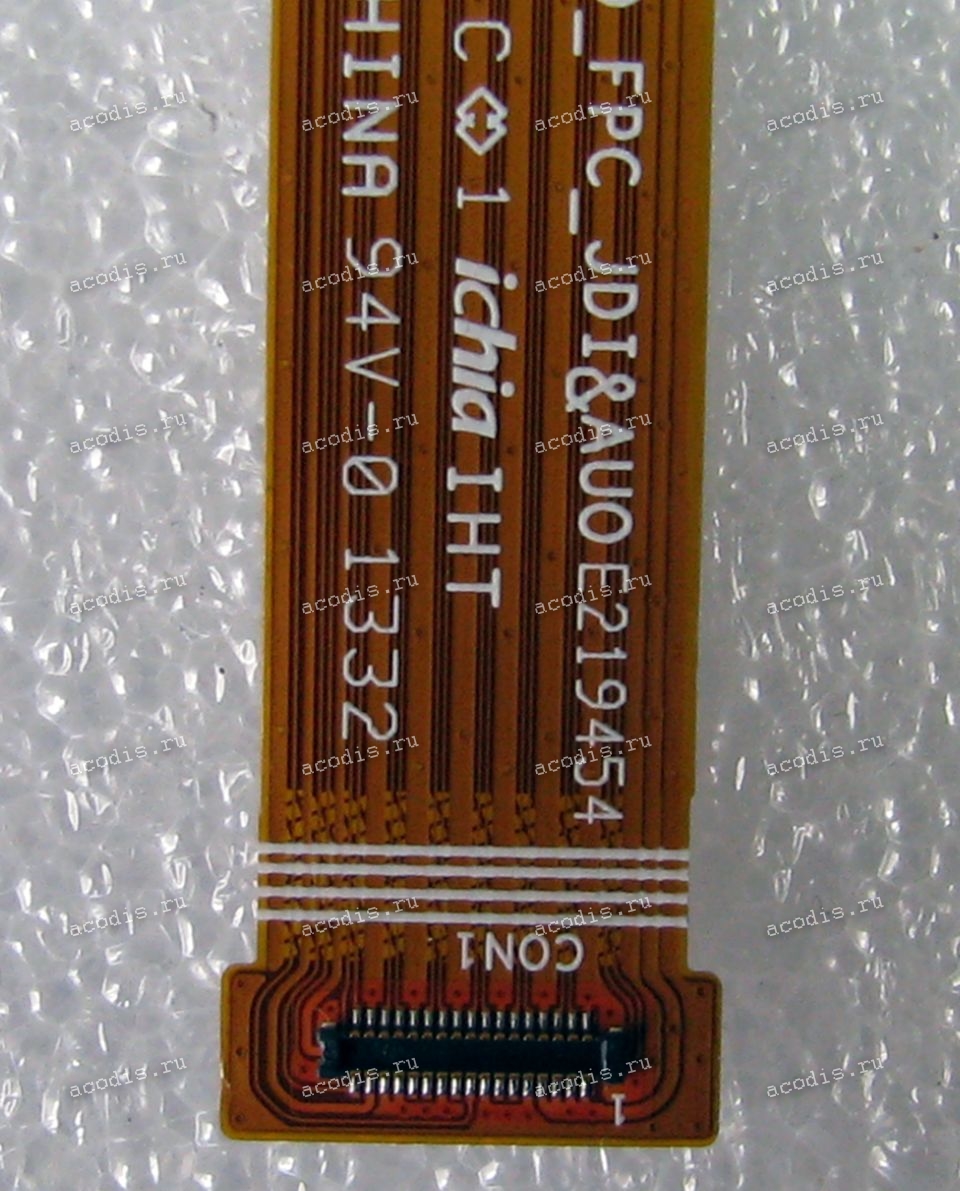 _FPC_JDI&AUO E219454
C 1 ichia IHT
HINA 94V-0 1332
CON1
1
acodis.ru